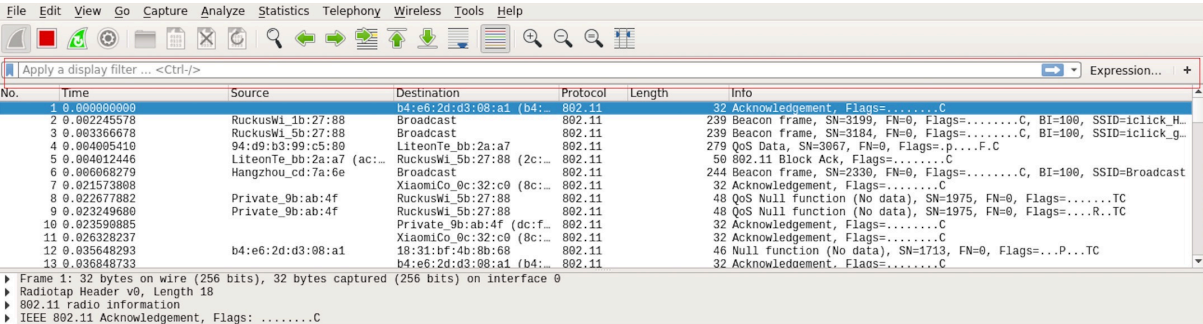 File Edit View Go Capture Analyze Statistics Telephony Wireless Tools Help
Apply a display filter ... <Ctrl-/> Expression... +
No. Time Source Destination Protocol Length Info
1 0.000000000 b4:e6:2d:d3:08:a1 (b4:… 802.11 32 Acknowledgement, Flags=........C
2 0.002245578 RuckusWi_1b:27:88 Broadcast 802.11 239 Beacon frame, SN=3199, FN=0, Flags=........C, BI=100, SSID=iclick_H…
3 0.003366678 RuckusWi_5b:27:88 Broadcast 802.11 239 Beacon frame, SN=3184, FN=0, Flags=........C, BI=100, SSID=iclick_g…
4 0.004005410 94:d9:b3:99:c5:80 LiteonTe_bb:2a:a7 802.11 279 QoS Data, SN=3067, FN=0, Flags=.p....F.C
5 0.004012446 LiteonTe_bb:2a:a7 (ac:… RuckusWi_5b:27:88 (2c:… 802.11 50 802.11 Block Ack, Flags=........C
6 0.006068279 Hangzhou_cd:7a:6e Broadcast 802.11 244 Beacon frame, SN=2330, FN=0, Flags=........C, BI=100, SSID=Broadcast
7 0.021573808 XiaomiCo_0c:32:c0 (8c:… 802.11 32 Acknowledgement, Flags=........C
8 0.022677882 Private_9b:ab:4f RuckusWi_5b:27:88 802.11 48 QoS Null function (No data), SN=1975, FN=0, Flags=.......TC
9 0.023249680 Private_9b:ab:4f RuckusWi_5b:27:88 802.11 48 QoS Null function (No data), SN=1975, FN=0, Flags=....R..TC
10 0.023590885 Private_9b:ab:4f (dc:f… 802.11 32 Acknowledgement, Flags=........C
11 0.026328237 XiaomiCo_0c:32:c0 (8c:… 802.11 32 Acknowledgement, Flags=........C
12 0.035648293 b4:e6:2d:d3:08:a1 18:31:bf:4b:8b:68 802.11 46 Null function (No data), SN=1713, FN=0, Flags=...P...TC
13 0.036848733 b4:e6:2d:d3:08:a1 (b4:… 802.11 32 Acknowledgement, Flags=........C
Frame 1: 32 bytes on wire (256 bits), 32 bytes captured (256 bits) on interface 0
Radiotap Header v0, Length 18
802.11 radio information
IEEE 802.11 Acknowledgement, Flags: ........C